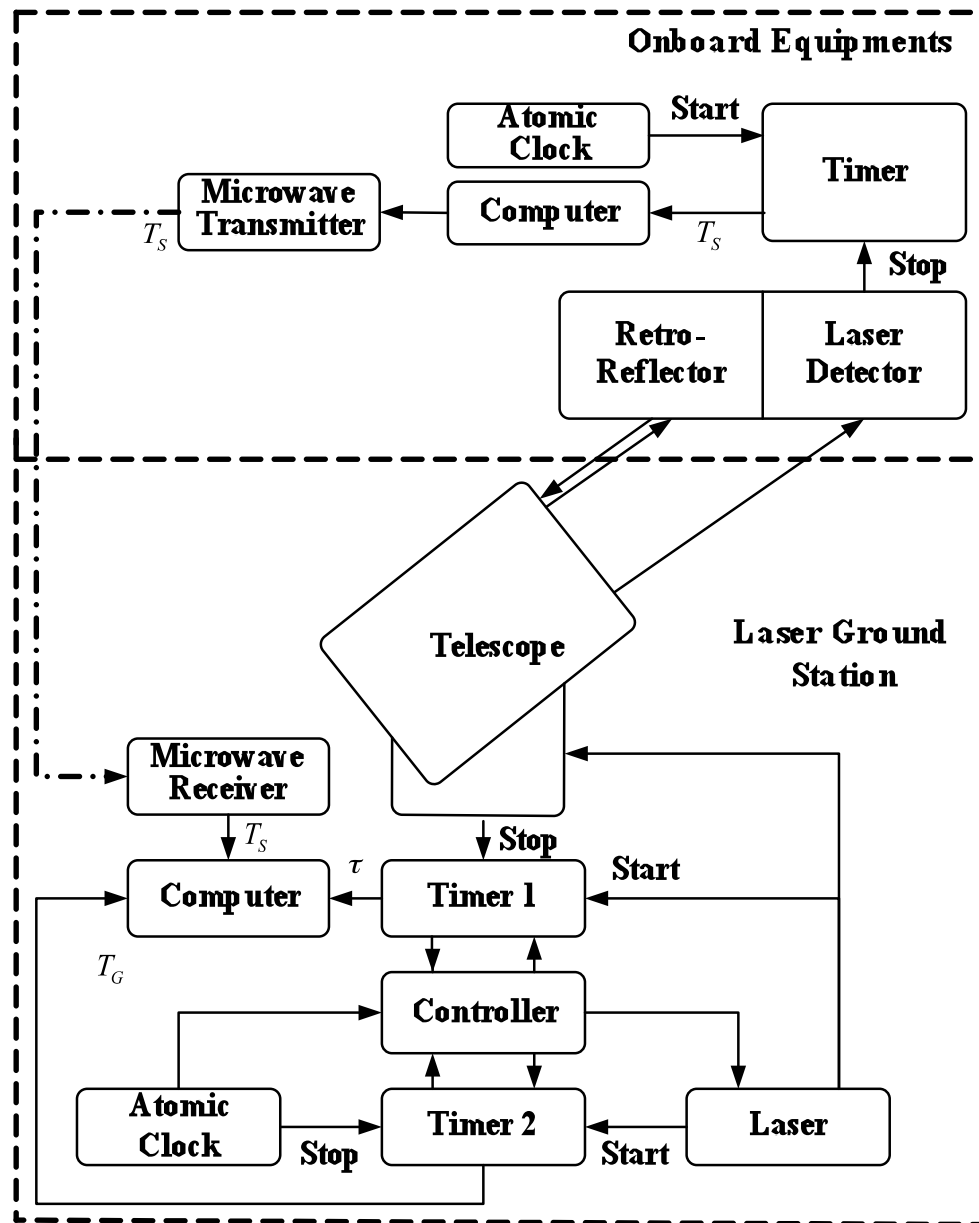 Onboard Equipments
Atomic
Clock
Start
Timer
Microwave
Transmitter
Computer
T_S
T_S
Stop
Retro-
Reflector
Laser
Detector
Telescope
Laser Ground
Station
Microwave
Receiver
T_S
Stop
Computer
τ
Timer 1
Start
T_G
Controller
Atomic
Clock
Stop
Timer 2
Start
Laser